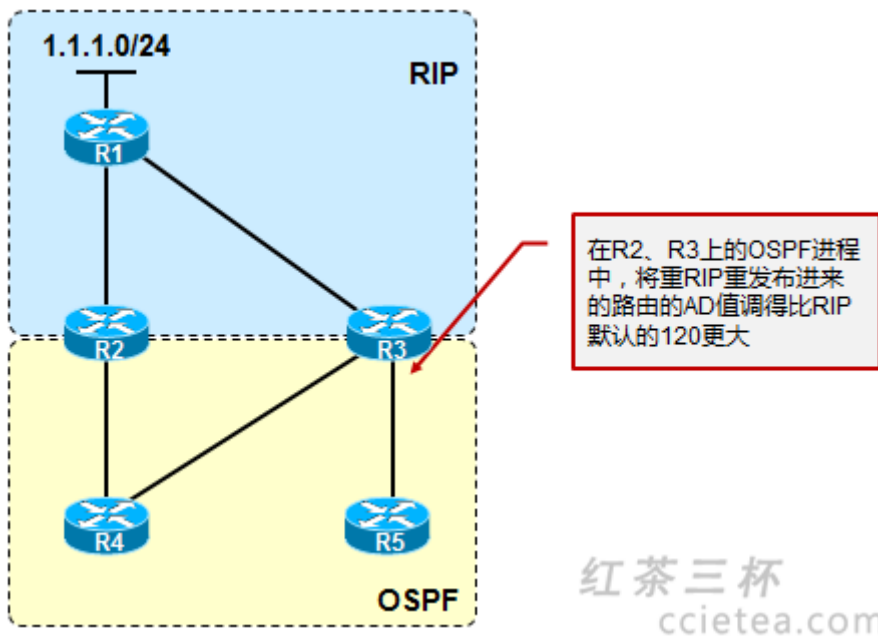 1.1.1.0/24
RIP
R1
在R2、R3上的OSPF进程
中，将重RIP重发布进来
的路由的AD值调得比RIP
默认的120更大
R2
R3
R4
R5
OSPF
红茶三杯
ccietea.com